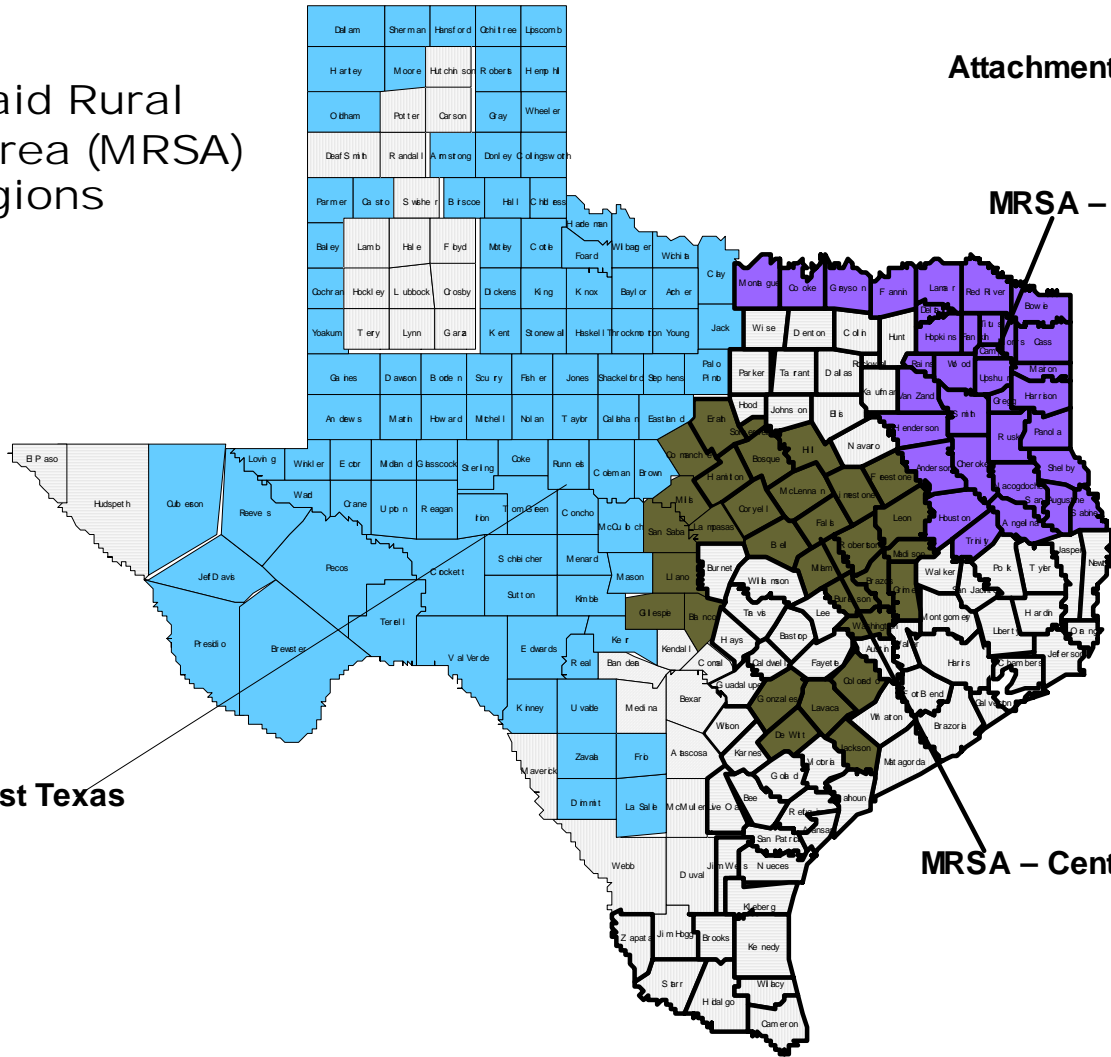 Attachment
aid Rural
rea (MRSA)
gions
MRSA –
Dallam Sherman Hansford Ochiltree Lipscomb
Hartley Moore Hutchinson Roberts Hemphill
Oldham Potter Carson Gray Wheeler
Deaf Smith Randall Armstrong Donley Collingsworth
Parmer Castro Swisher Briscoe Hall Childress
Hardeman
Bailey Lamb Hale Floyd Motley Cottle Foard Wilbarger Wichita Clay
Montague Cooke Grayson Fannin Lamar Red River Bowie
Cochran Hockley Lubbock Crosby Dickens King Knox Baylor Archer
Delta Titus Hopkins Franklin Morris Cass
Yoakum Terry Lynn Garza Kent Stonewall Haskell Throckmorton Young Jack Wise Denton Collin Hunt
Camp Rains Wood Upshur Marion
Gaines Dawson Borden Scurry Fisher Jones Shackelford Stephens Palo Pinto Parker Tarrant Dallas Rockwall Kaufman Van Zand Gregg Harrison
Andrews Martin Howard Mitchell Nolan Taylor Callahan Eastland Erath Hood Johnson Ellis Henderson Smith Rusk Panola
El Paso Hudspeth Culberson Loving Winkler Ector Midland Glasscock Sterling Coke Runnels Coleman Brown Comanche Bosque Hill Navarro Anderson Cherokee Shelby
Reeves Ward Crane Upton Reagan Irion Tom Green Concho McCulloch Mills Hamilton McLennan Limestone Freestone Nacogdoches San Augustine Sabine
San Saba Lampasas Coryell Falls Leon Houston Angelina Trinity
Jeff Davis Pecos Crockett Schleicher Menard Mason Llano Burnet Bell Robertson Madison Walker Polk Tyler Jasper Newt
Presidio Brewster Terrell Sutton Kimble Gillespie Blanco Williamson Milam Brazos Grimes San Jacin Burleson Washington Montgomery Liberty Hardin Orang
Val Verde Edwards Real Kerr Kendall Bandera Hays Travis Bastrop Lee Fayette Austin Waller Harris Chambers Jefferson
Kinney Uvalde Medina Bexar Comal Guadalupe Caldwell Gonzales Lavaca Colorado Fort Bend Galveston Brazoria
Maverick Zavala Frio Atascosa Wilson Karnes De Witt Jackson Wharton Matagorda
Dimmit La Salle McMullen Live Oa Bee Goliad Victoria Calhoun Refugio Aransas San Patric
Webb Duval Jim Wells Nueces Kleberg
Zapata Jim Hogg Brooks Kenedy
Starr Hidalgo Willacy Cameron
st Texas
MRSA – Cent